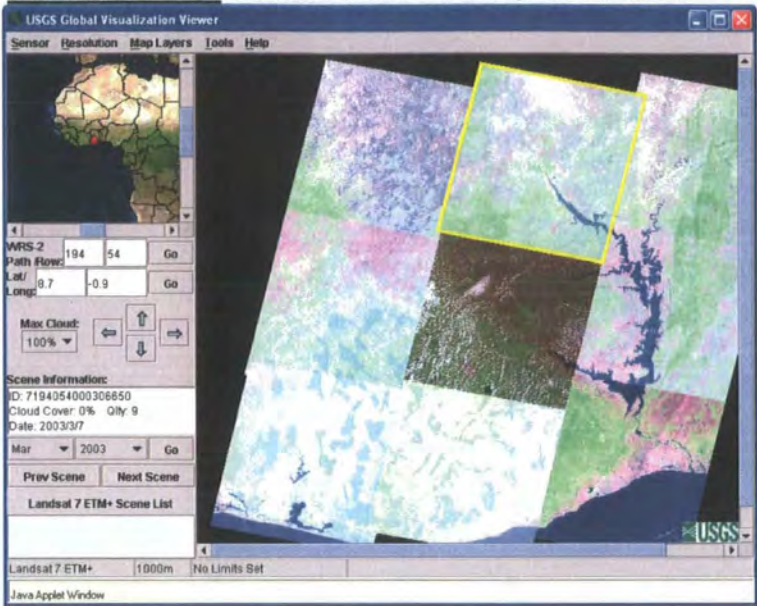 USGS Global Visualization Viewer
Sensor Resolution Map Layers Tools Help
WRS-2
Path /Row: 194 54 Go
Lat/
Long: 8.7 -0.9 Go
Max Cloud:
100%
Scene Information:
ID: 7194054000306650
Cloud Cover: 0% Qlty: 9
Date: 2003/3/7
Mar 2003 Go
Prev Scene Next Scene
Landsat 7 ETM+ Scene List
USGS
Landsat 7 ETM+ 1000m No Limits Set
Java Applet Window